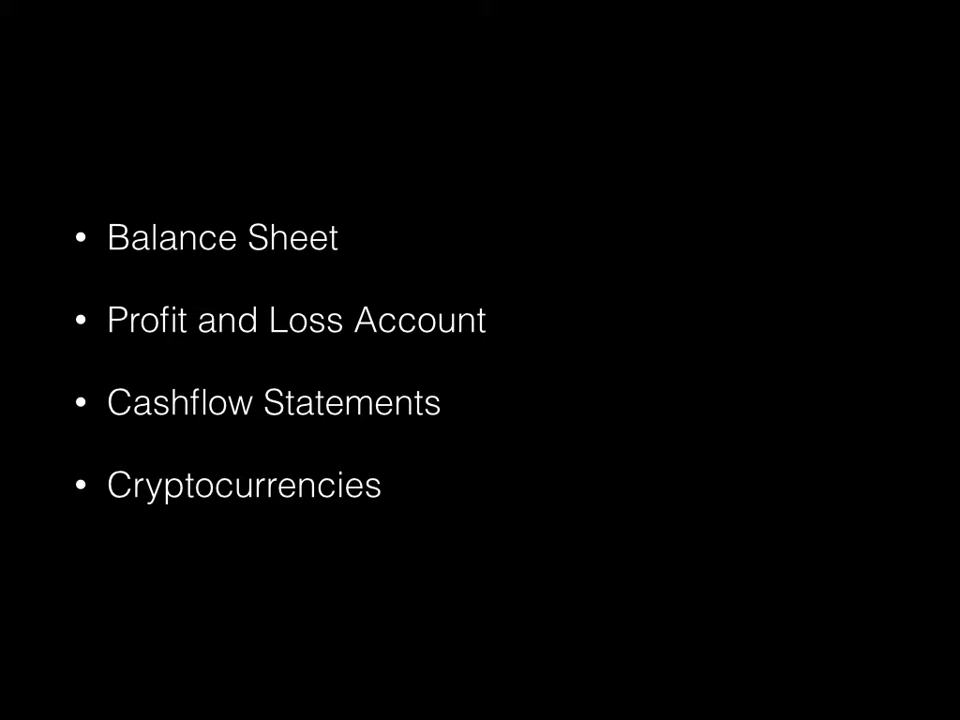 • Balance Sheet
• Profit and Loss Account
• Cashflow Statements
• Cryptocurrencies